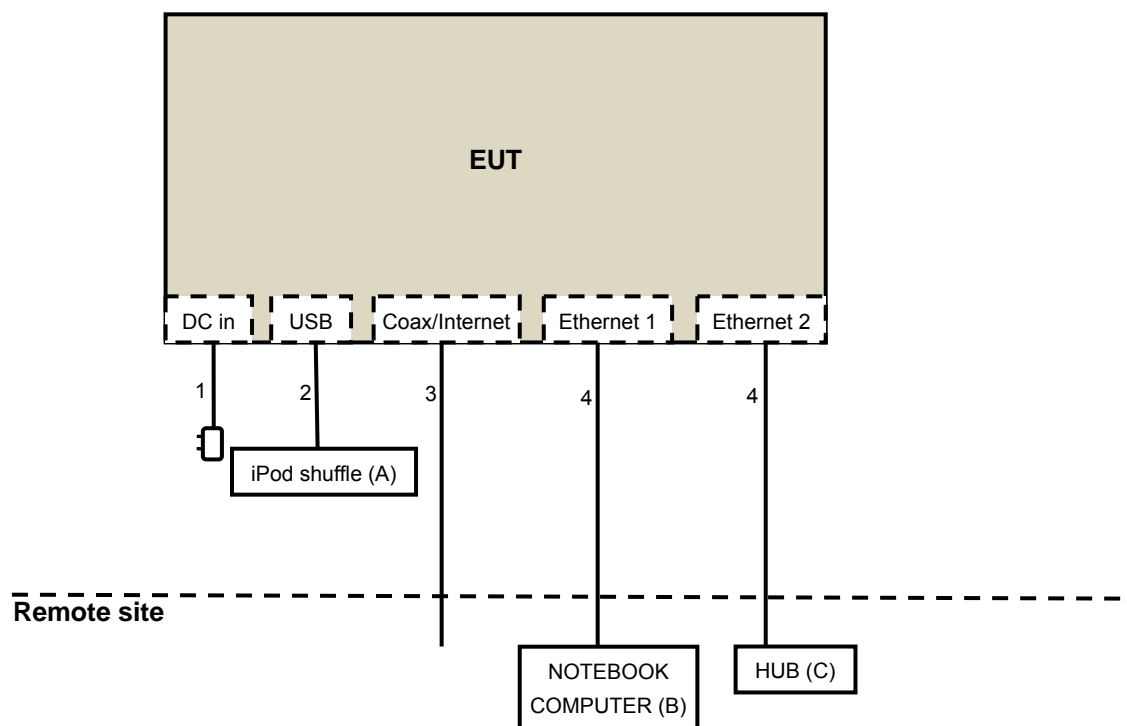 EUT
DC in
USB
Coax/Internet
Ethernet 1
Ethernet 2
1
2
3
4
4
iPod shuffle (A)
Remote site
NOTEBOOK
COMPUTER (B)
HUB (C)